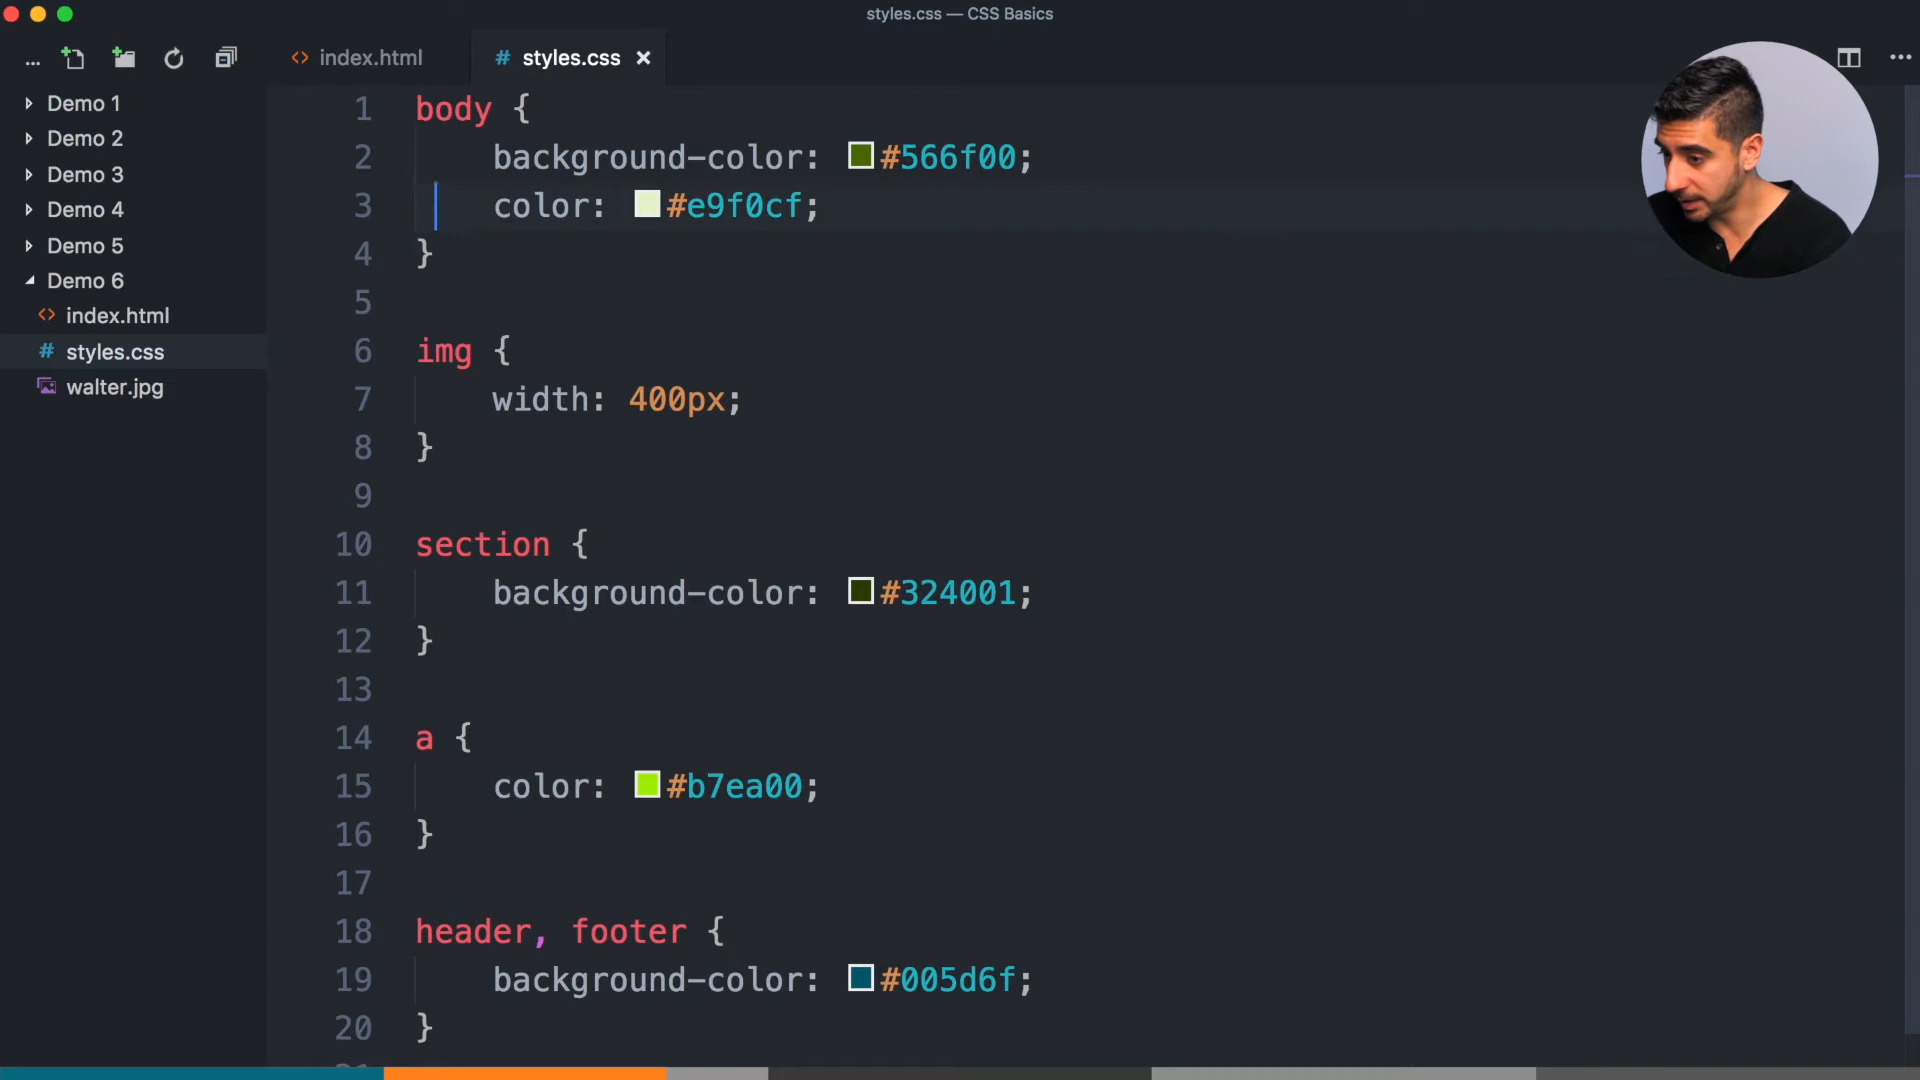 styles.css — CSS Basics
...
index.html
# styles.css ×
...
Demo 1
Demo 2
Demo 3
Demo 4
Demo 5
Demo 6
index.html
# styles.css
walter.jpg
1 body {
2 background-color: #566f00;
3 color: #e9f0cf;
4 }
5
6 img {
7 width: 400px;
8 }
9
10 section {
11 background-color: #324001;
12 }
13
14 a {
15 color: #b7ea00;
16 }
17
18 header, footer {
19 background-color: #005d6f;
20 }